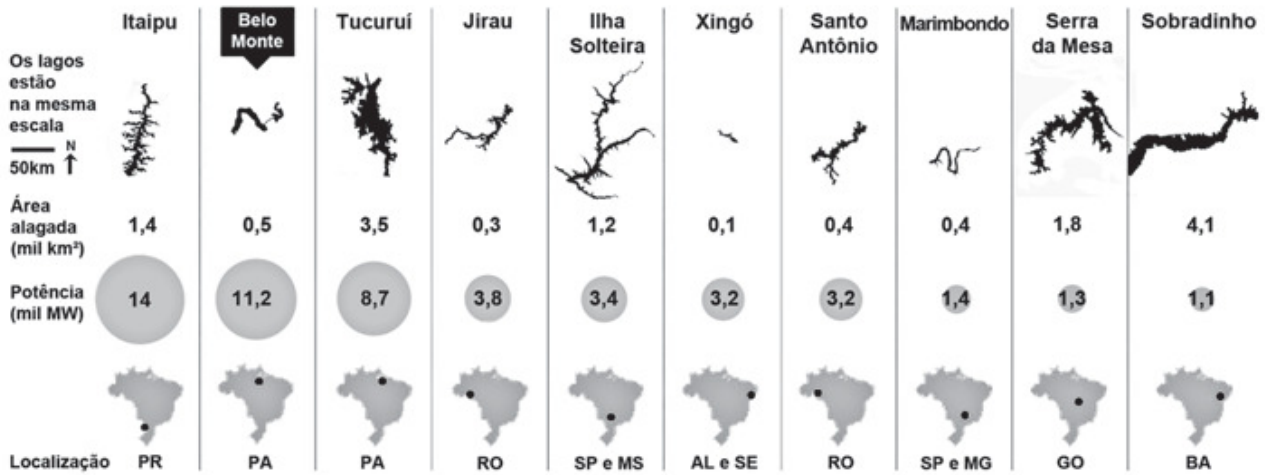 Itaipu
Belo
Monte
Tucuruí
Jirau
Ilha
Solteira
Xingó
Santo
Antônio
Marimbondo
Serra
da Mesa
Sobradinho
Os lagos
estão
na mesma
escala
N
50km
Área
alagada
(mil km²)
1,4 0,5 3,5 0,3 1,2 0,1 0,4 0,4 1,8 4,1
Potência
(mil MW)
14 11,2 8,7 3,8 3,4 3,2 3,2 1,4 1,3 1,1
Localização PR PA PA RO SP e MS AL e SE RO SP e MG GO BA